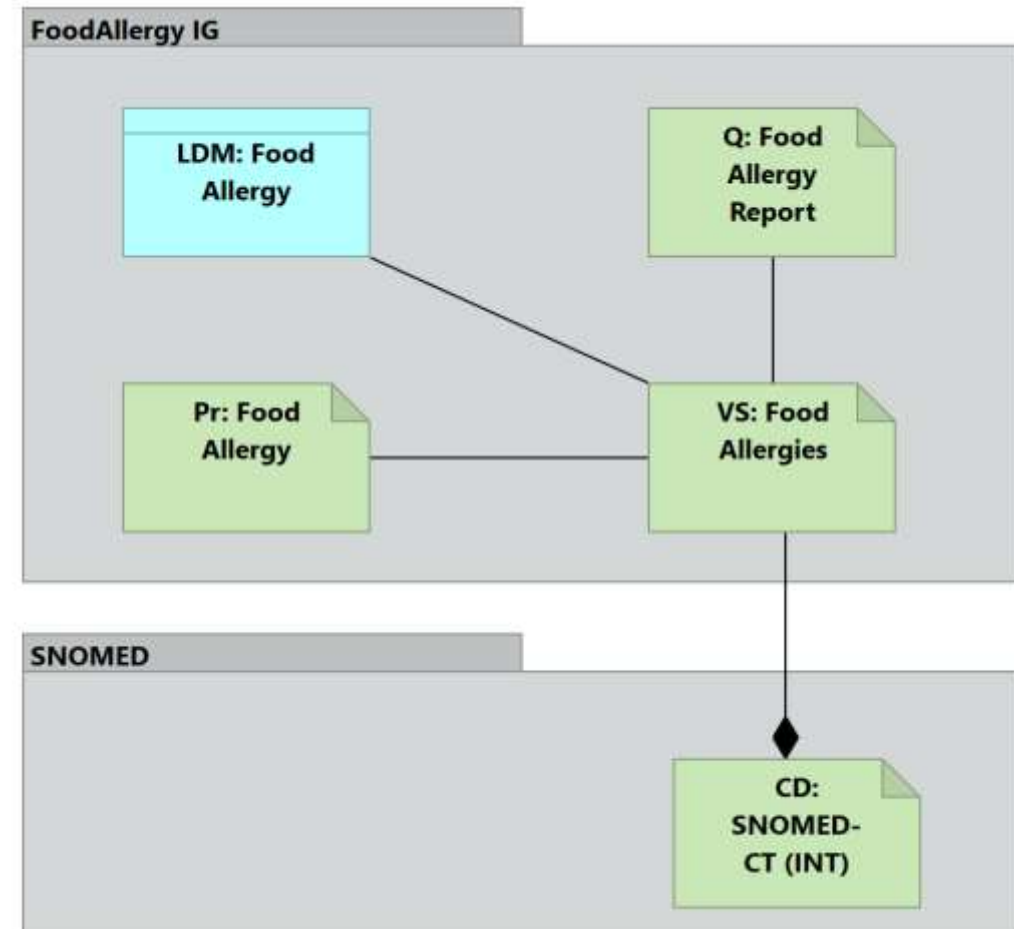 FoodAllergy IG
LDM: Food
Allergy
Q: Food
Allergy
Report
Pr: Food
Allergy
VS: Food
Allergies
SNOMED
CD:
SNOMED-
CT (INT)